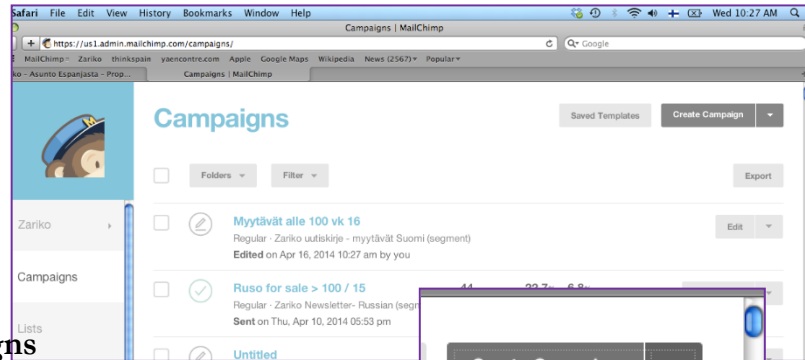 Safari File Edit View History Bookmarks Window Help Wed 10:27 AM
Campaigns | MailChimp
https://us1.admin.mailchimp.com/campaigns/ Google
MailChimp Zariko thinkspain yaencontre.com Apple Google Maps Wikipedia News (2567) Popular
ko – Asunto Espanjasta – Prop... Campaigns | MailChimp
Campaigns
Saved Templates Create Campaign
Folders Filter Export
Zariko
Myytävät alle 100 vk 16 Edit
Regular · Zariko uutiskirje - myytävät Suomi (segment)
Edited on Apr 16, 2014 10:27 am by you
Campaigns
Ruso for sale > 100 / 15
Regular · Zariko Newsletter- Russian (segn
Sent on Thu, Apr 10, 2014 05:53 pm
Lists
gns
Untitled